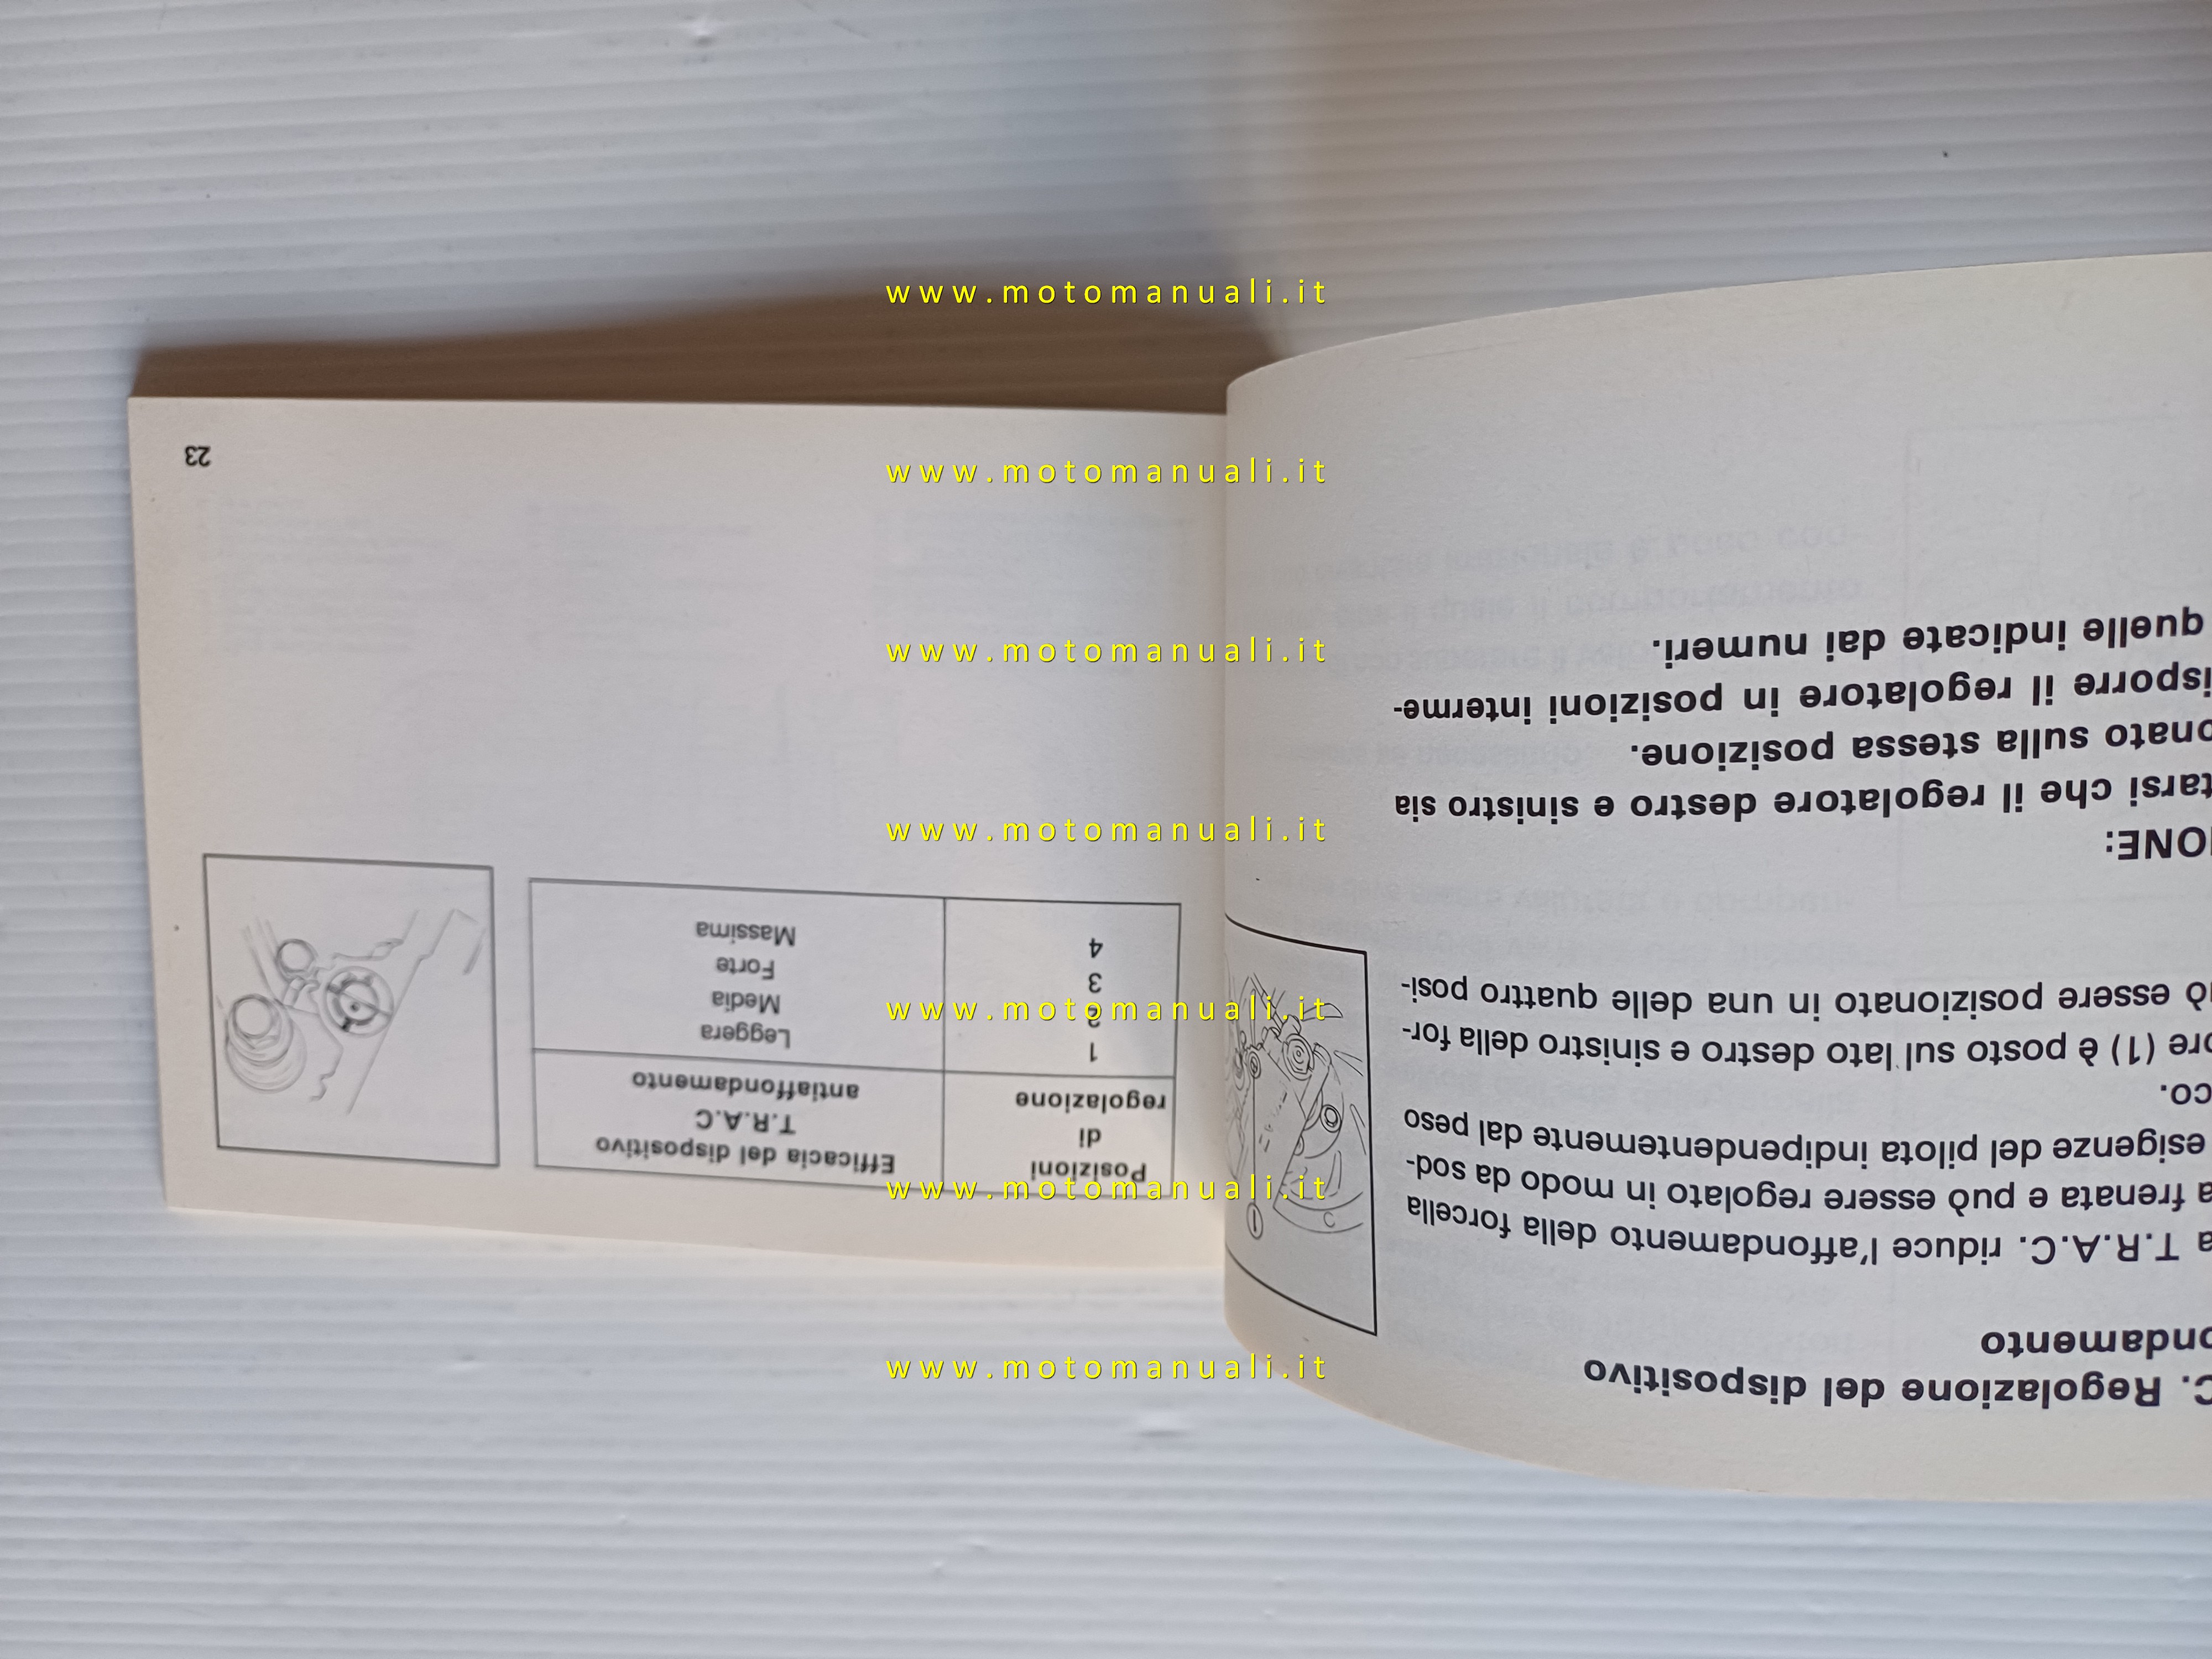 C. Regolazione del dispositivo
ondamento
a T.R.A.C. riduce l'affondamento della forcella
a frenata e può essere regolato in modo da sod-
esigenze del pilota indipendentemente dal peso
co.
ore (1) è posto sul lato destro e sinistro della for-
uò essere posizionato in una delle quattro posi-
IONE:
tarsi che il regolatore destro e sinistro sia
onato sulla stessa posizione.
isporre il regolatore in posizioni interme-
quelle indicate dai numeri.
1
C
Posizioni di regolazione
Efficacia del dispositivo T.R.A.C antiaffondamento
1 Leggera
2 Media
3 Forte
4 Massima
23
www.motomanuali.it
www.motomanuali.it
www.motomanuali.it
www.motomanuali.it
www.motomanuali.it
www.motomanuali.it
www.motomanuali.it